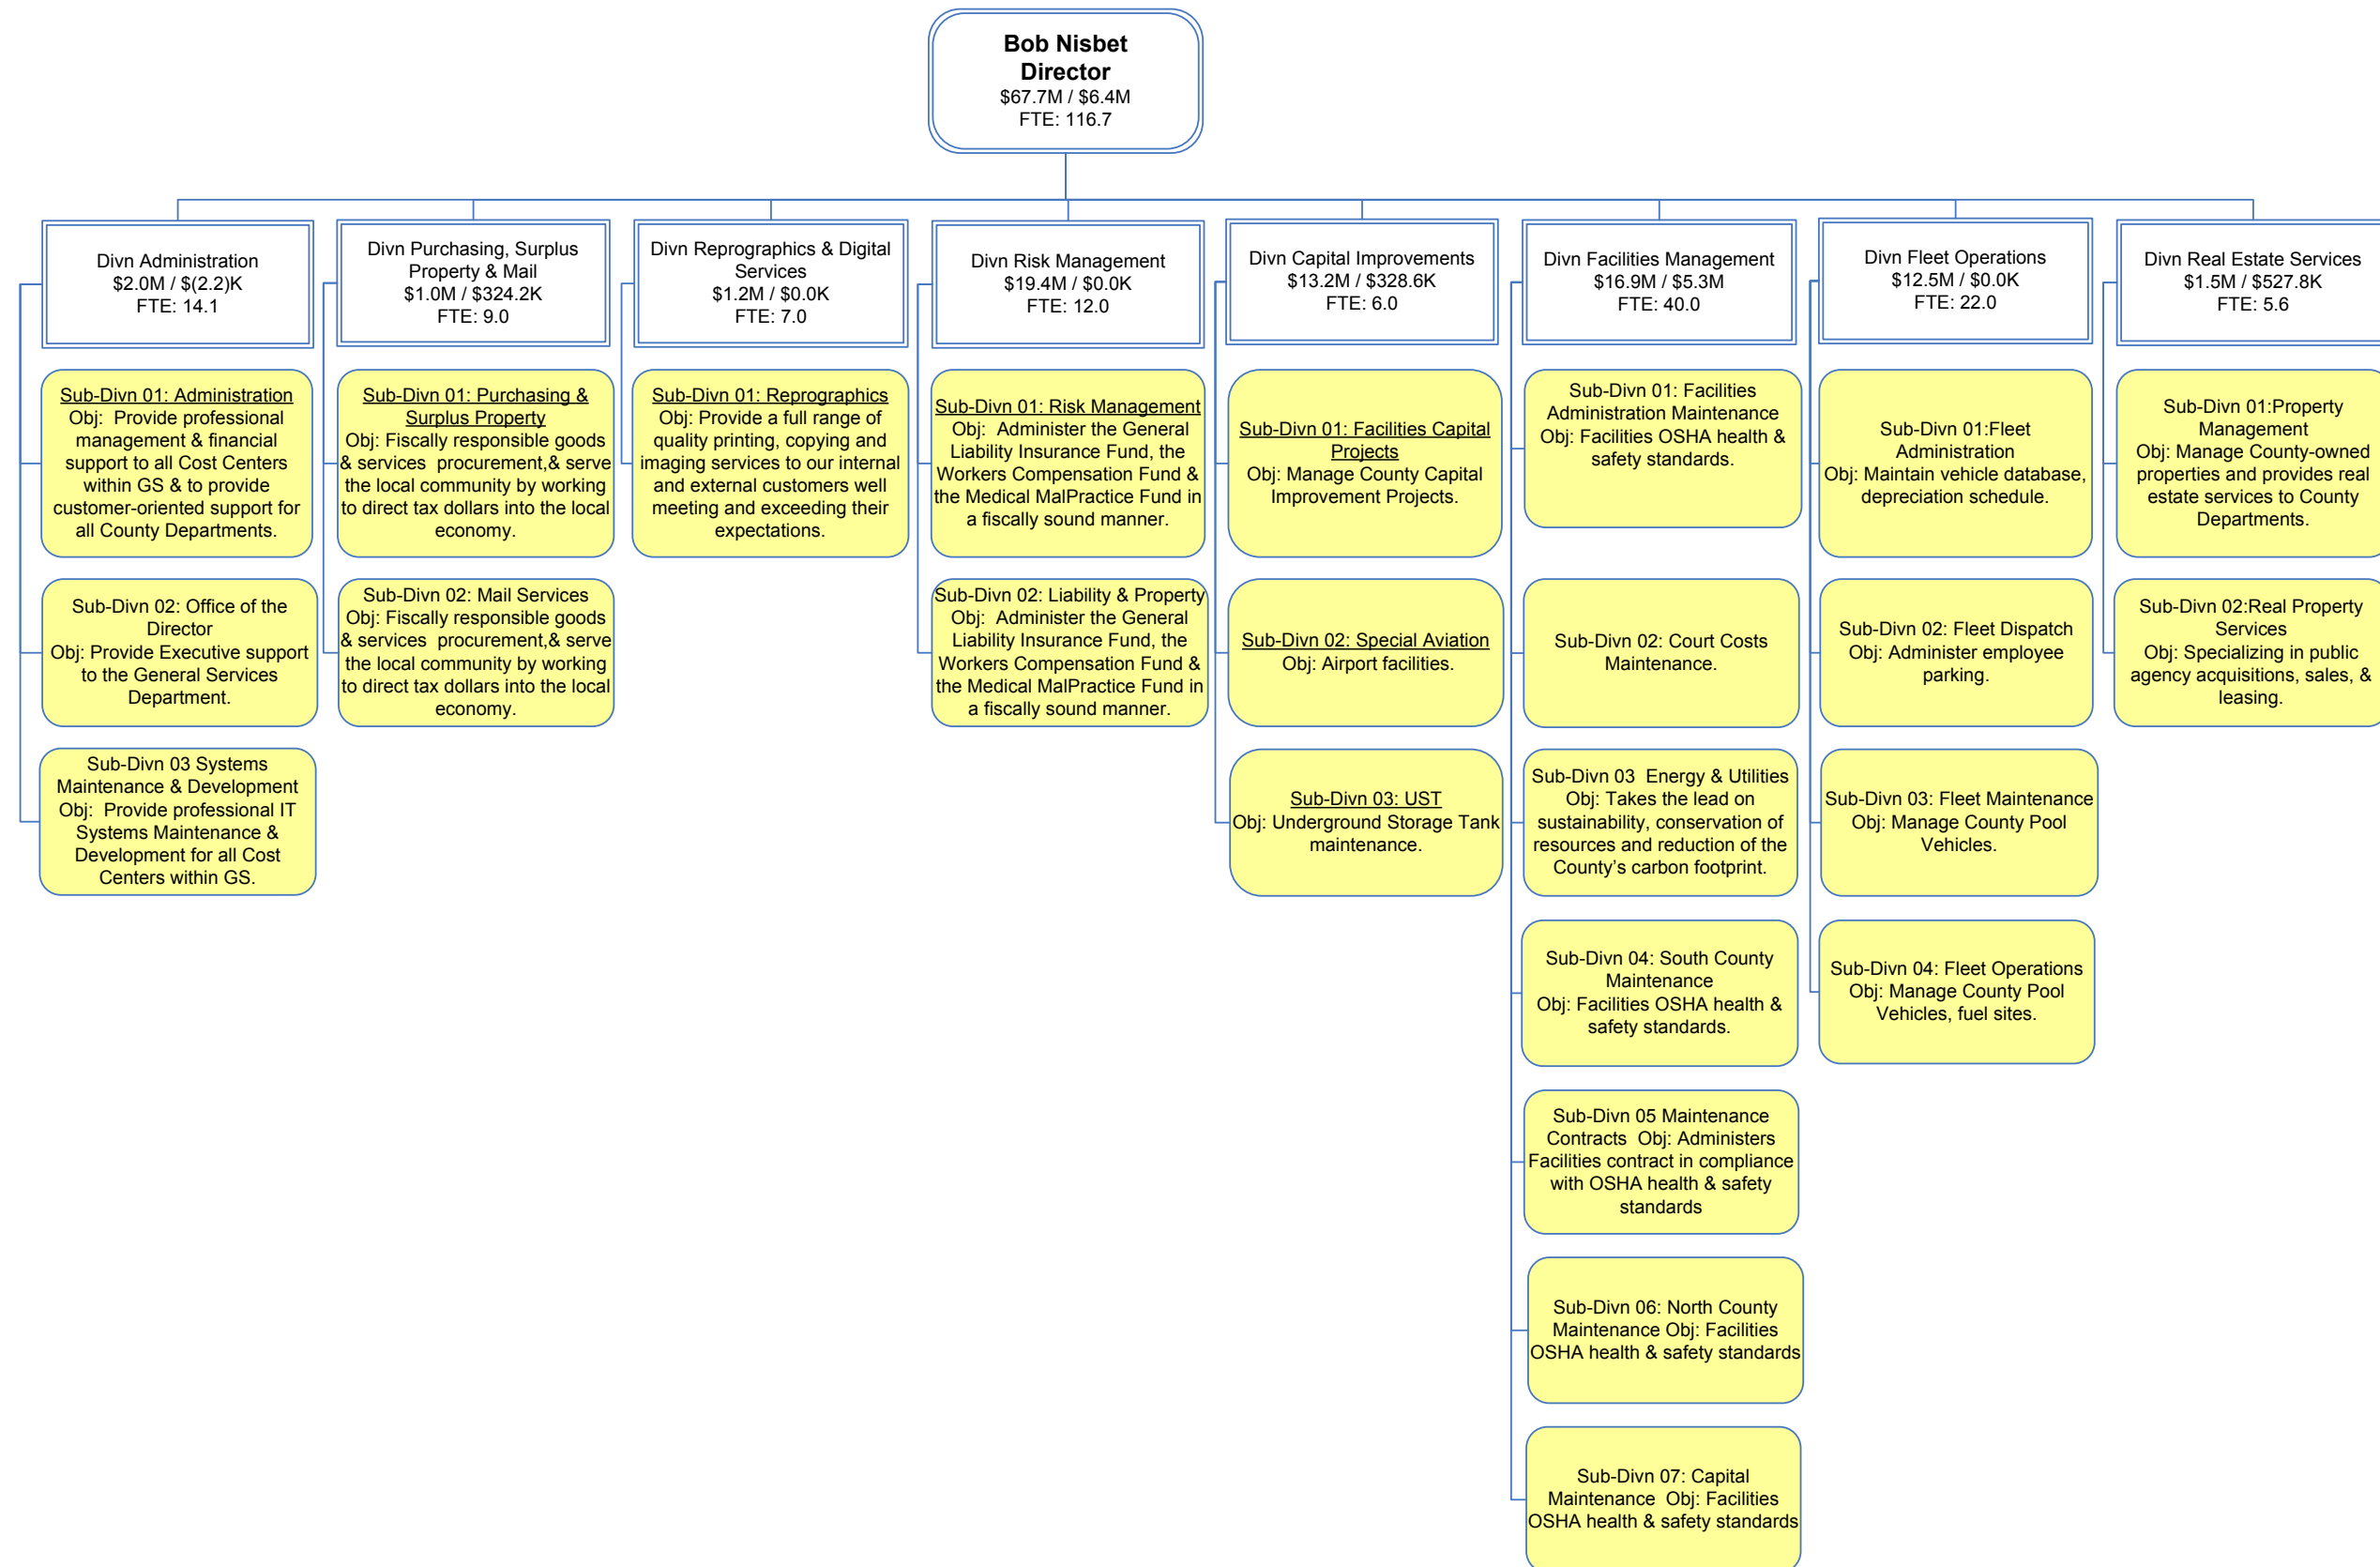 Bob Nisbet
Director
$67.7M / $6.4M
FTE: 116.7
Divn Administration
$2.0M / $(2.2)K
FTE: 14.1
Divn Purchasing, Surplus
Property & Mail
$1.0M / $324.2K
FTE: 9.0
Divn Reprographics & Digital
Services
$1.2M / $0.0K
FTE: 7.0
Divn Risk Management
$19.4M / $0.0K
FTE: 12.0
Divn Capital Improvements
$13.2M / $328.6K
FTE: 6.0
Divn Facilities Management
$16.9M / $5.3M
FTE: 40.0
Divn Fleet Operations
$12.5M / $0.0K
FTE: 22.0
Divn Real Estate Services
$1.5M / $527.8K
FTE: 5.6
Sub-Divn 01: Administration
Obj:  Provide professional
management & financial
support to all Cost Centers
within GS & to provide
customer-oriented support for
all County Departments.
Sub-Divn 01: Purchasing &
Surplus Property
Obj: Fiscally responsible goods
& services  procurement,& serve
the local community by working
to direct tax dollars into the local
economy.
Sub-Divn 01: Reprographics
Obj: Provide a full range of
quality printing, copying and
imaging services to our internal
and external customers well
meeting and exceeding their
expectations.
Sub-Divn 01: Risk Management
Obj:  Administer the General
Liability Insurance Fund, the
Workers Compensation Fund &
the Medical MalPractice Fund in
a fiscally sound manner.
Sub-Divn 01: Facilities Capital
Projects
Obj: Manage County Capital
Improvement Projects.
Sub-Divn 01: Facilities
Administration Maintenance
Obj: Facilities OSHA health &
safety standards.
Sub-Divn 01:Fleet
Administration
Obj: Maintain vehicle database,
depreciation schedule.
Sub-Divn 01:Property
Management
Obj: Manage County-owned
properties and provides real
estate services to County
Departments.
Sub-Divn 02: Office of the
Director
Obj: Provide Executive support
to the General Services
Department.
Sub-Divn 02: Mail Services
Obj: Fiscally responsible goods
& services  procurement,& serve
the local community by working
to direct tax dollars into the local
economy.
Sub-Divn 02: Liability & Property
Obj:  Administer the General
Liability Insurance Fund, the
Workers Compensation Fund &
the Medical MalPractice Fund in
a fiscally sound manner.
Sub-Divn 02: Special Aviation
Obj: Airport facilities.
Sub-Divn 02: Court Costs
Maintenance.
Sub-Divn 02: Fleet Dispatch
Obj: Administer employee
parking.
Sub-Divn 02:Real Property
Services
Obj: Specializing in public
agency acquisitions, sales, &
leasing.
Sub-Divn 03 Systems
Maintenance & Development
Obj:  Provide professional IT
Systems Maintenance &
Development for all Cost
Centers within GS.
Sub-Divn 03: UST
Obj: Underground Storage Tank
maintenance.
Sub-Divn 03  Energy & Utilities
Obj: Takes the lead on
sustainability, conservation of
resources and reduction of the
County’s carbon footprint.
Sub-Divn 03: Fleet Maintenance
Obj: Manage County Pool
Vehicles.
Sub-Divn 04: South County
Maintenance
Obj: Facilities OSHA health &
safety standards.
Sub-Divn 04: Fleet Operations
Obj: Manage County Pool
Vehicles, fuel sites.
Sub-Divn 05 Maintenance
Contracts  Obj: Administers
Facilities contract in compliance
with OSHA health & safety
standards
Sub-Divn 06: North County
Maintenance Obj: Facilities
OSHA health & safety standards
Sub-Divn 07: Capital
Maintenance  Obj: Facilities
OSHA health & safety standards